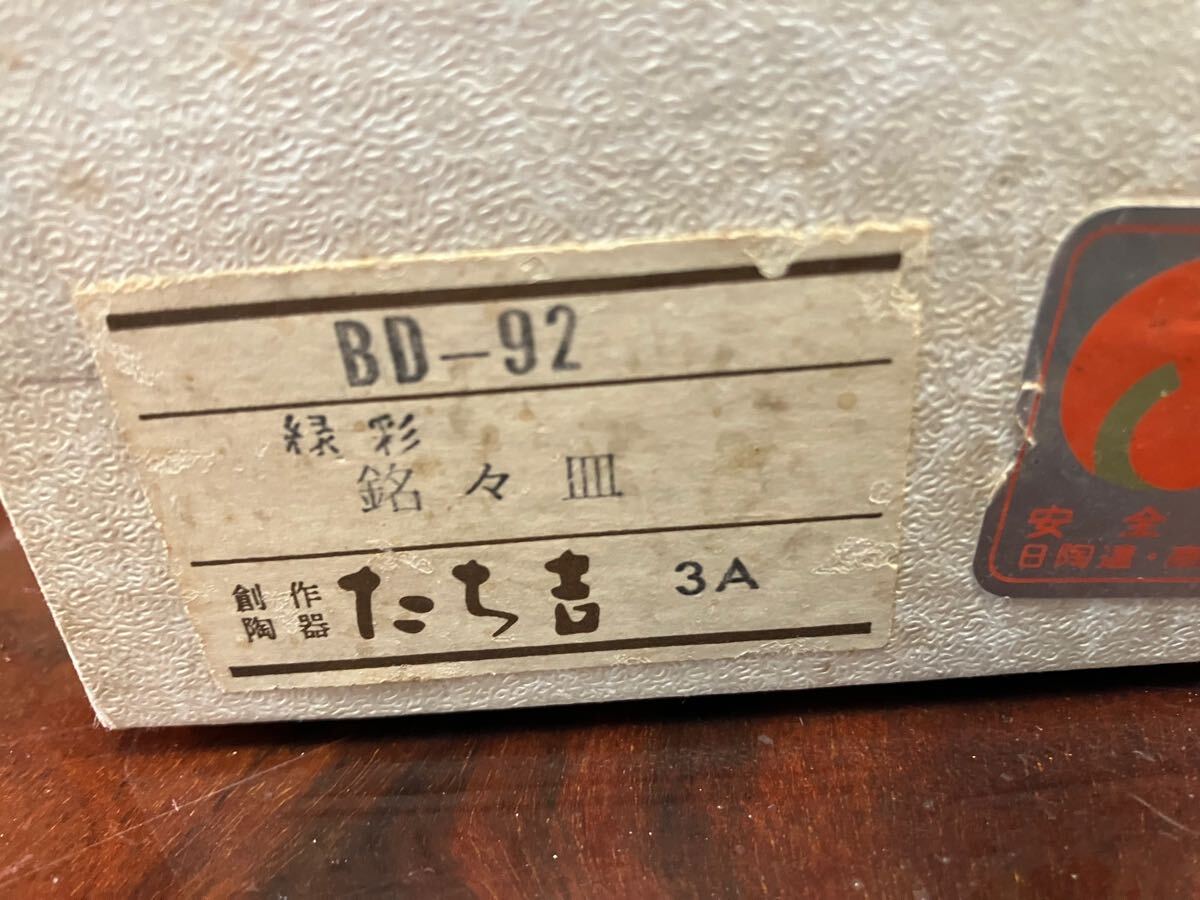 BD-92
緑彩
銘々皿
創作陶器 たち吉 3A
安全
日陶連・